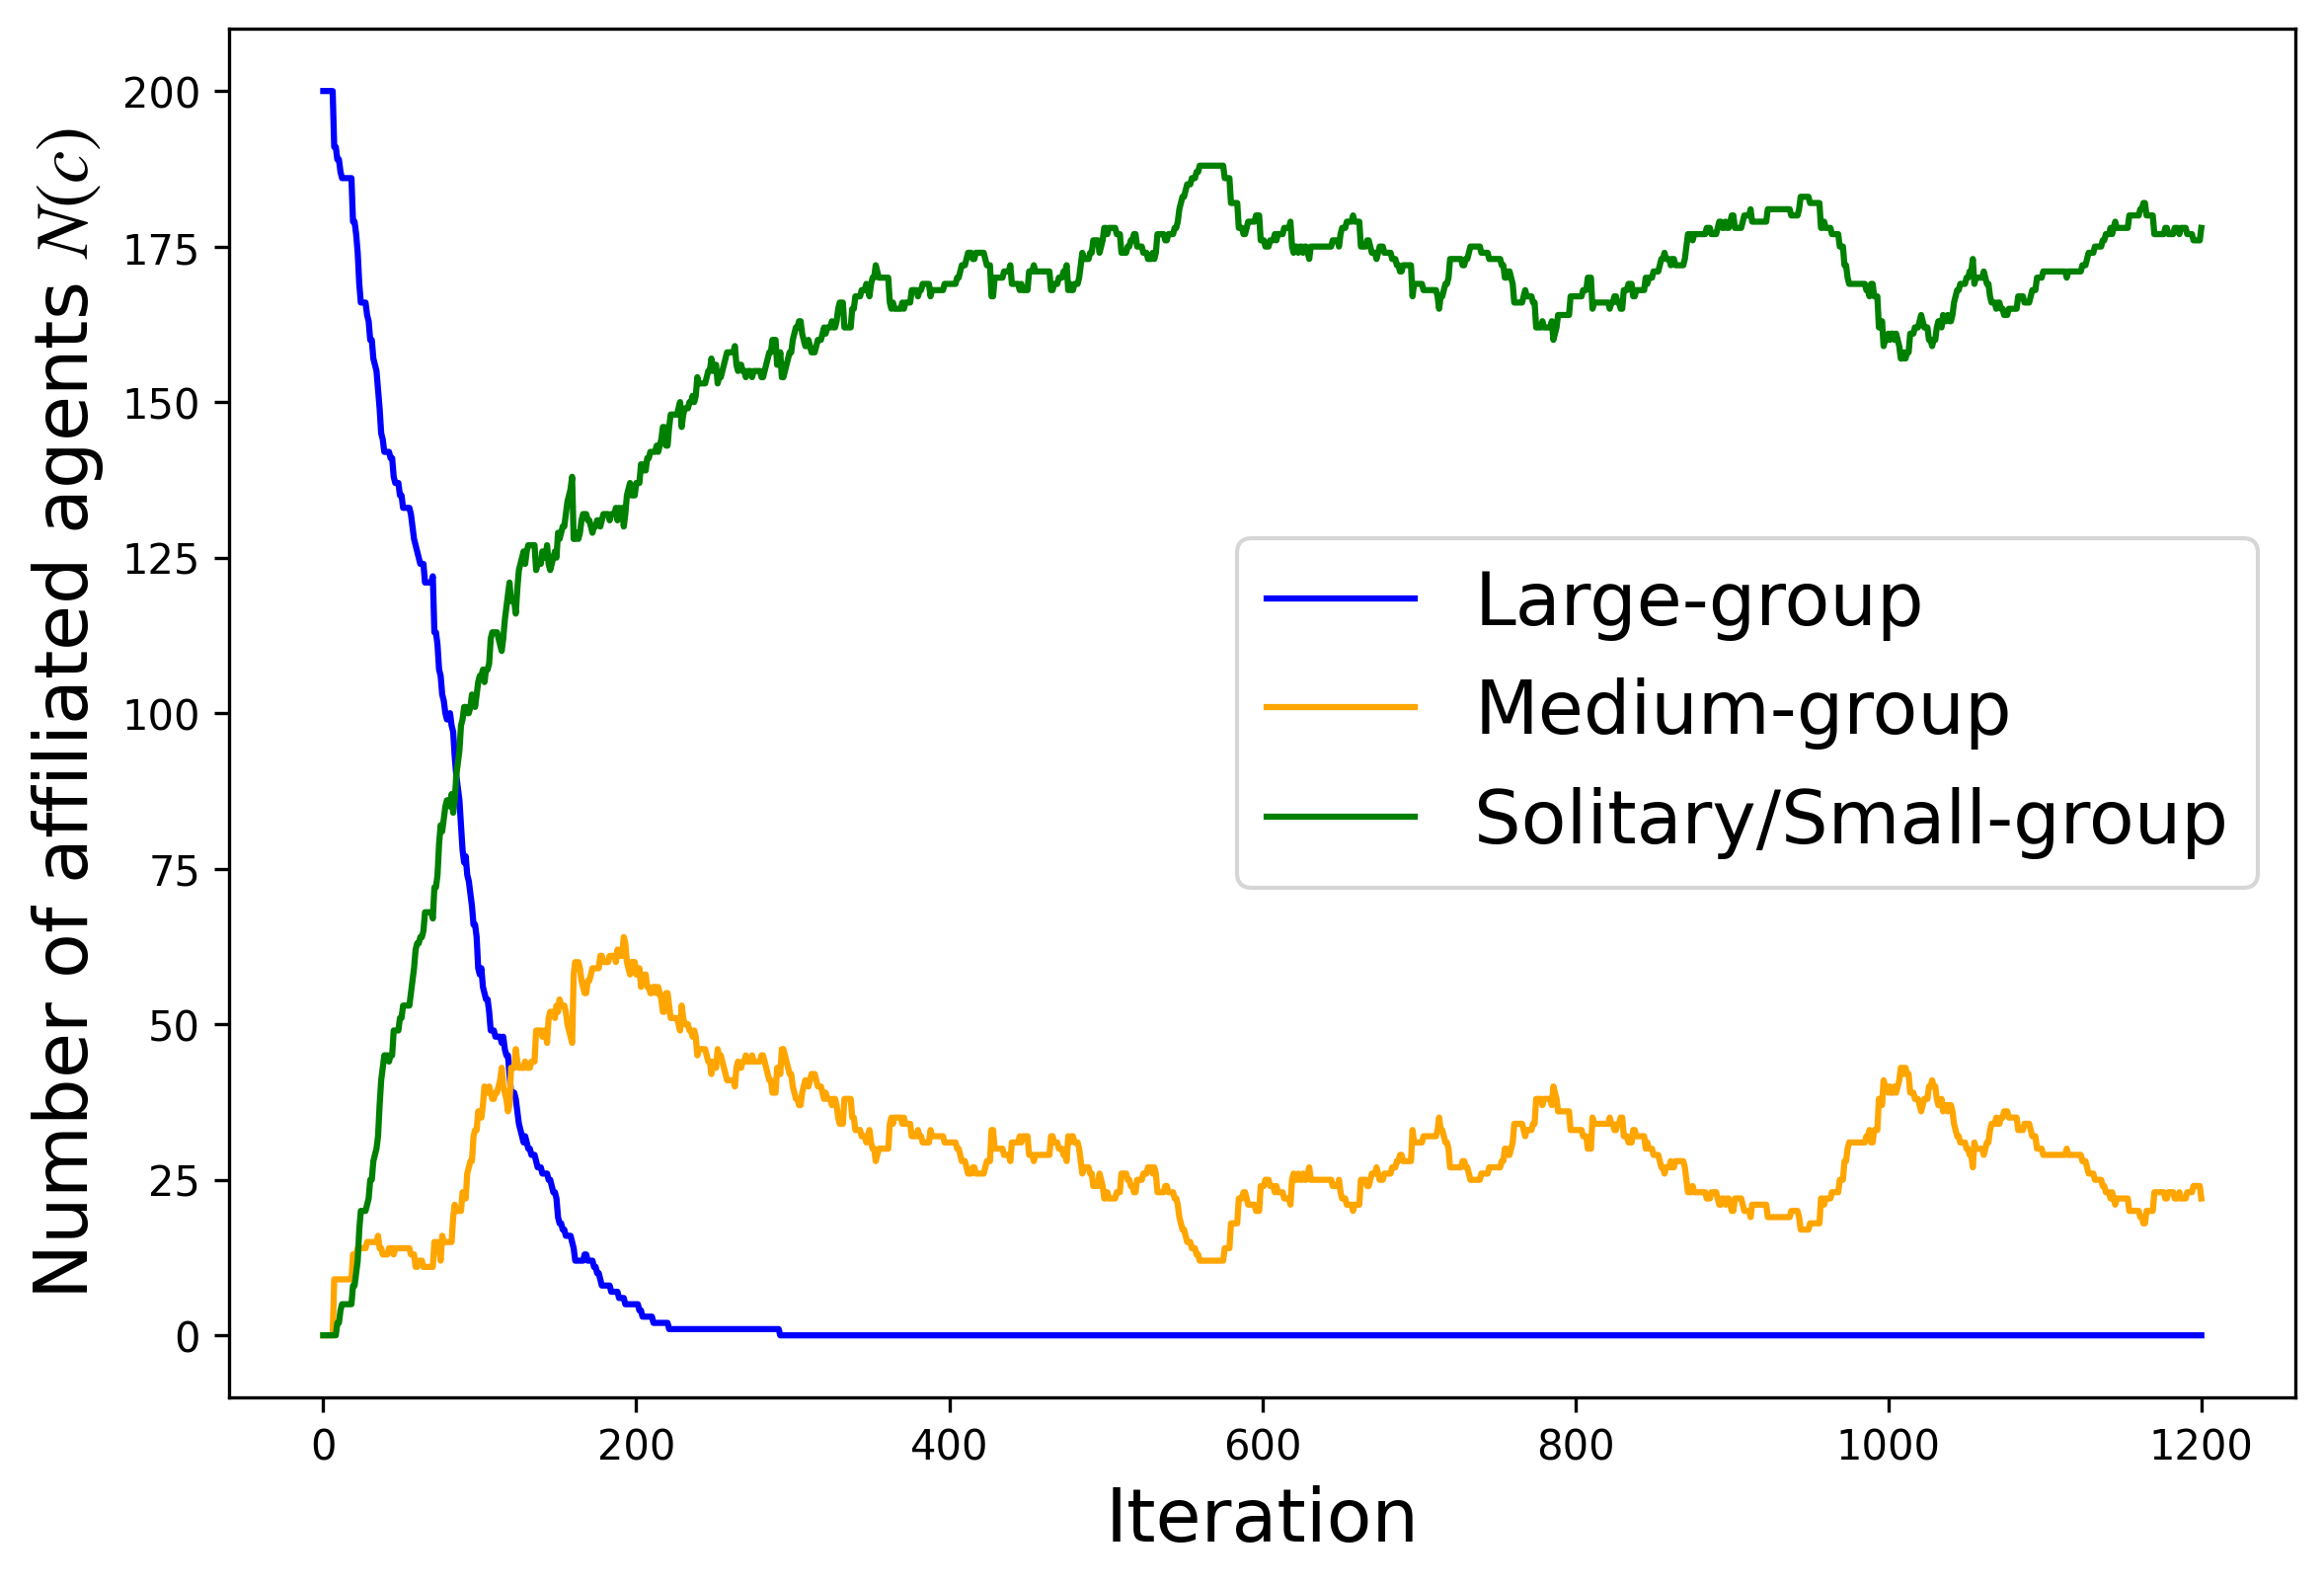 Number of affiliated agents N(c)
200
175
150
125
100
75
50
25
0
Large-group
Medium-group
Solitary/Small-group
0 200 400 600 800 1000 1200
Iteration